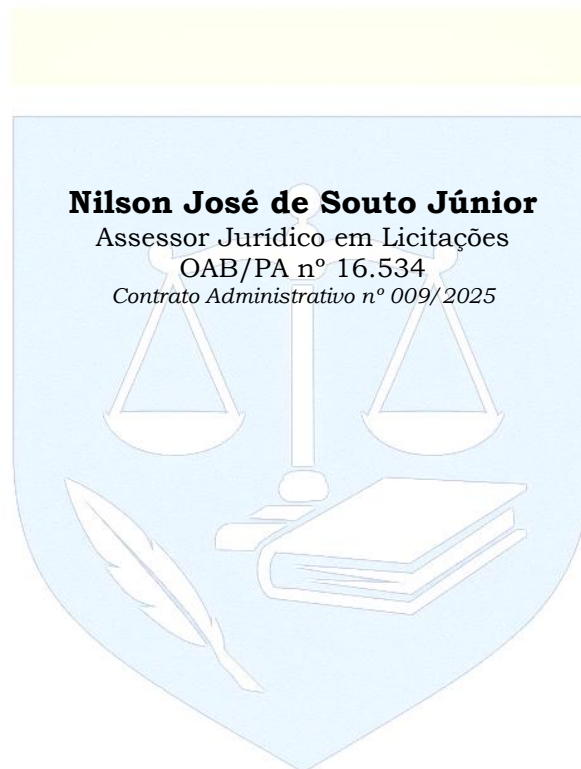 Nilson José de Souto Júnior
Assessor Jurídico em Licitações
OAB/PA nº 16.534
Contrato Administrativo nº 009/2025